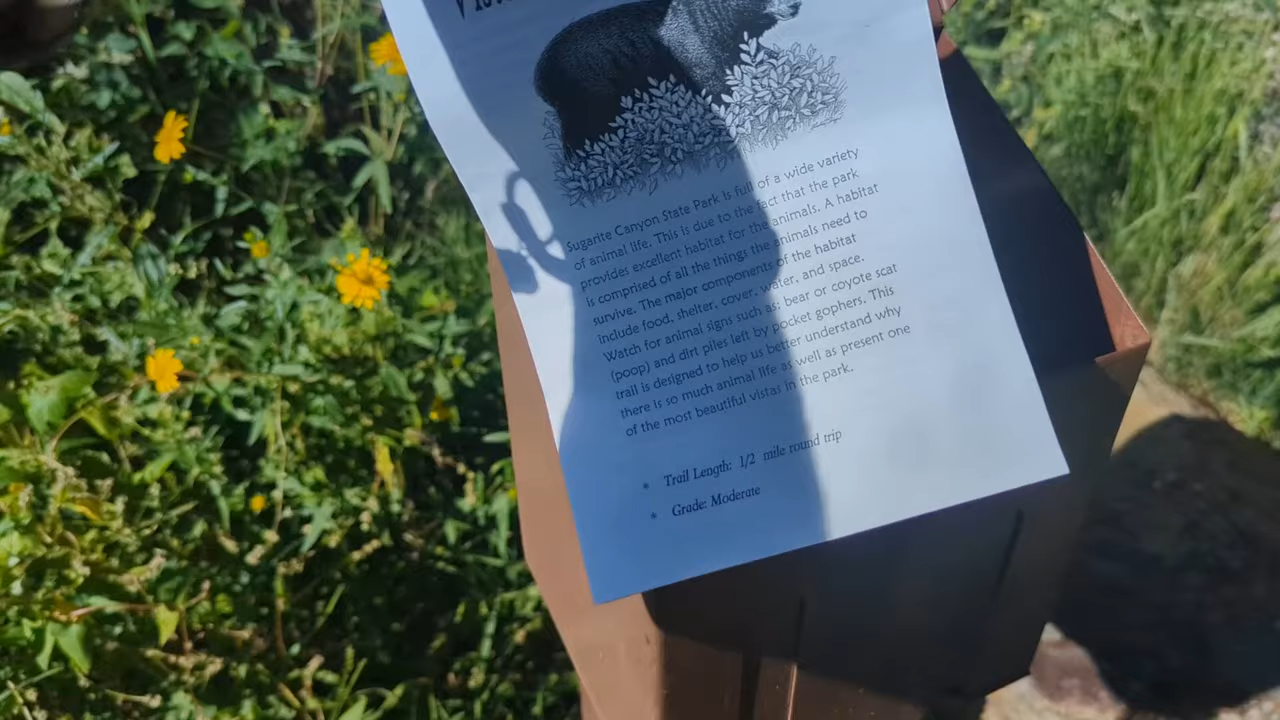 Sugarite Canyon State Park is full of a wide variety
of animal life. This is due to the fact that the park
provides excellent habitat for the animals. A habitat
is comprised of all the things the animals need to
survive. The major components of the habitat
include food, shelter, cover, water, and space.
Watch for animal signs such as: bear or coyote scat
(poop) and dirt piles left by pocket gophers. This
trail is designed to help us better understand why
there is so much animal life as well as present one
of the most beautiful vistas in the park.
* Trail Length: 1/2 mile round trip
* Grade: Moderate